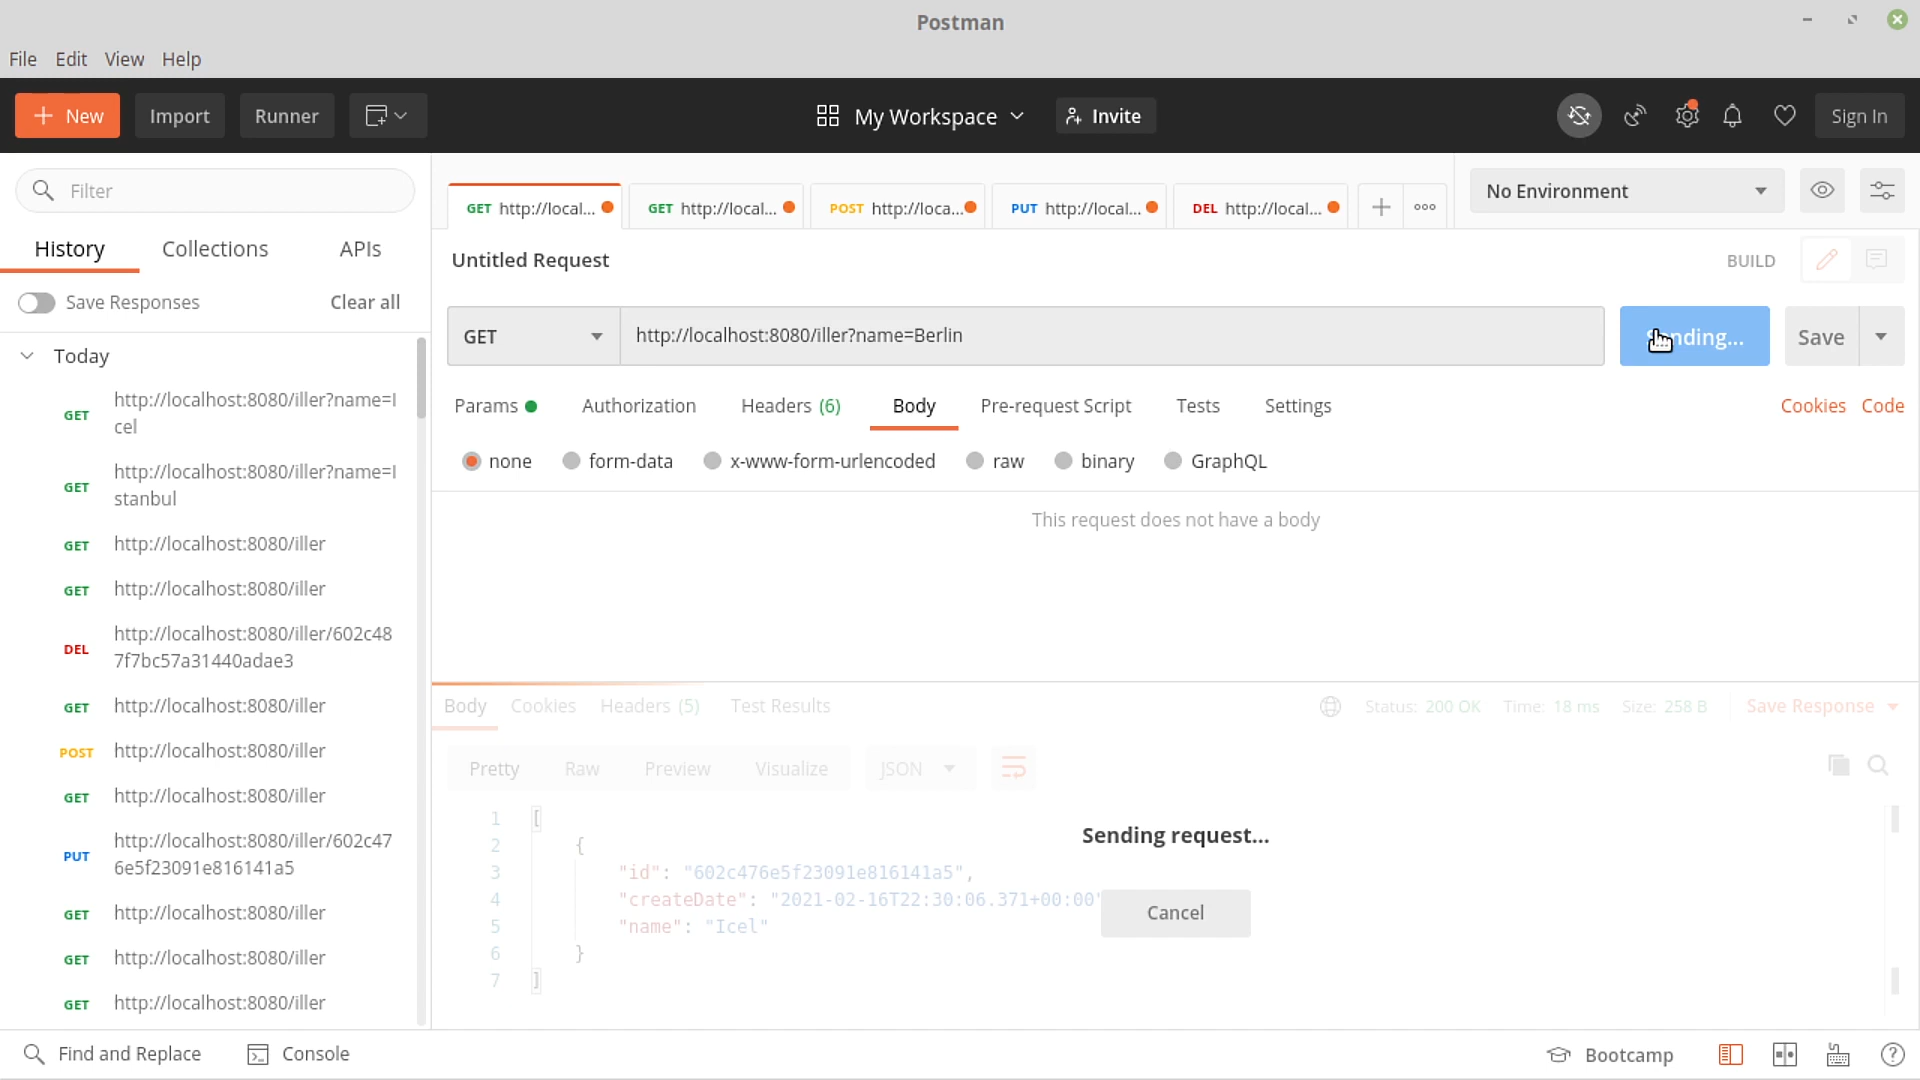 Postman
File Edit View Help
New Import Runner My Workspace Invite Sign In
Filter
GET http://local... GET http://local... POST http://loca... PUT http://local... DEL http://local... No Environment
History Collections APIs
Untitled Request BUILD
Save Responses Clear all
GET http://localhost:8080/iller?name=Berlin Save
Today
GET http://localhost:8080/iller?name=I
cel
GET http://localhost:8080/iller?name=I
stanbul
GET http://localhost:8080/iller
GET http://localhost:8080/iller
DEL http://localhost:8080/iller/602c48
7f7bc57a31440adae3
GET http://localhost:8080/iller
POST http://localhost:8080/iller
GET http://localhost:8080/iller
PUT http://localhost:8080/iller/602c47
6e5f23091e816141a5
GET http://localhost:8080/iller
GET http://localhost:8080/iller
GET http://localhost:8080/iller
Params Authorization Headers (6) Body Pre-request Script Tests Settings Cookies Code
none form-data x-www-form-urlencoded raw binary GraphQL
This request does not have a body
Body Cookies Headers (5) Test Results Status: 200 OK Time: 18 ms Size: 258 B Save Response
Pretty Raw Preview Visualize JSON
1 [
2 {
3 "id": "602c476e5f23091e816141a5",
4 "createDate": "2021-02-16T22:30:06.371+00:00"
5 "name": "Icel"
6 }
7 ]
Sending request...
Cancel
Find and Replace Console Bootcamp